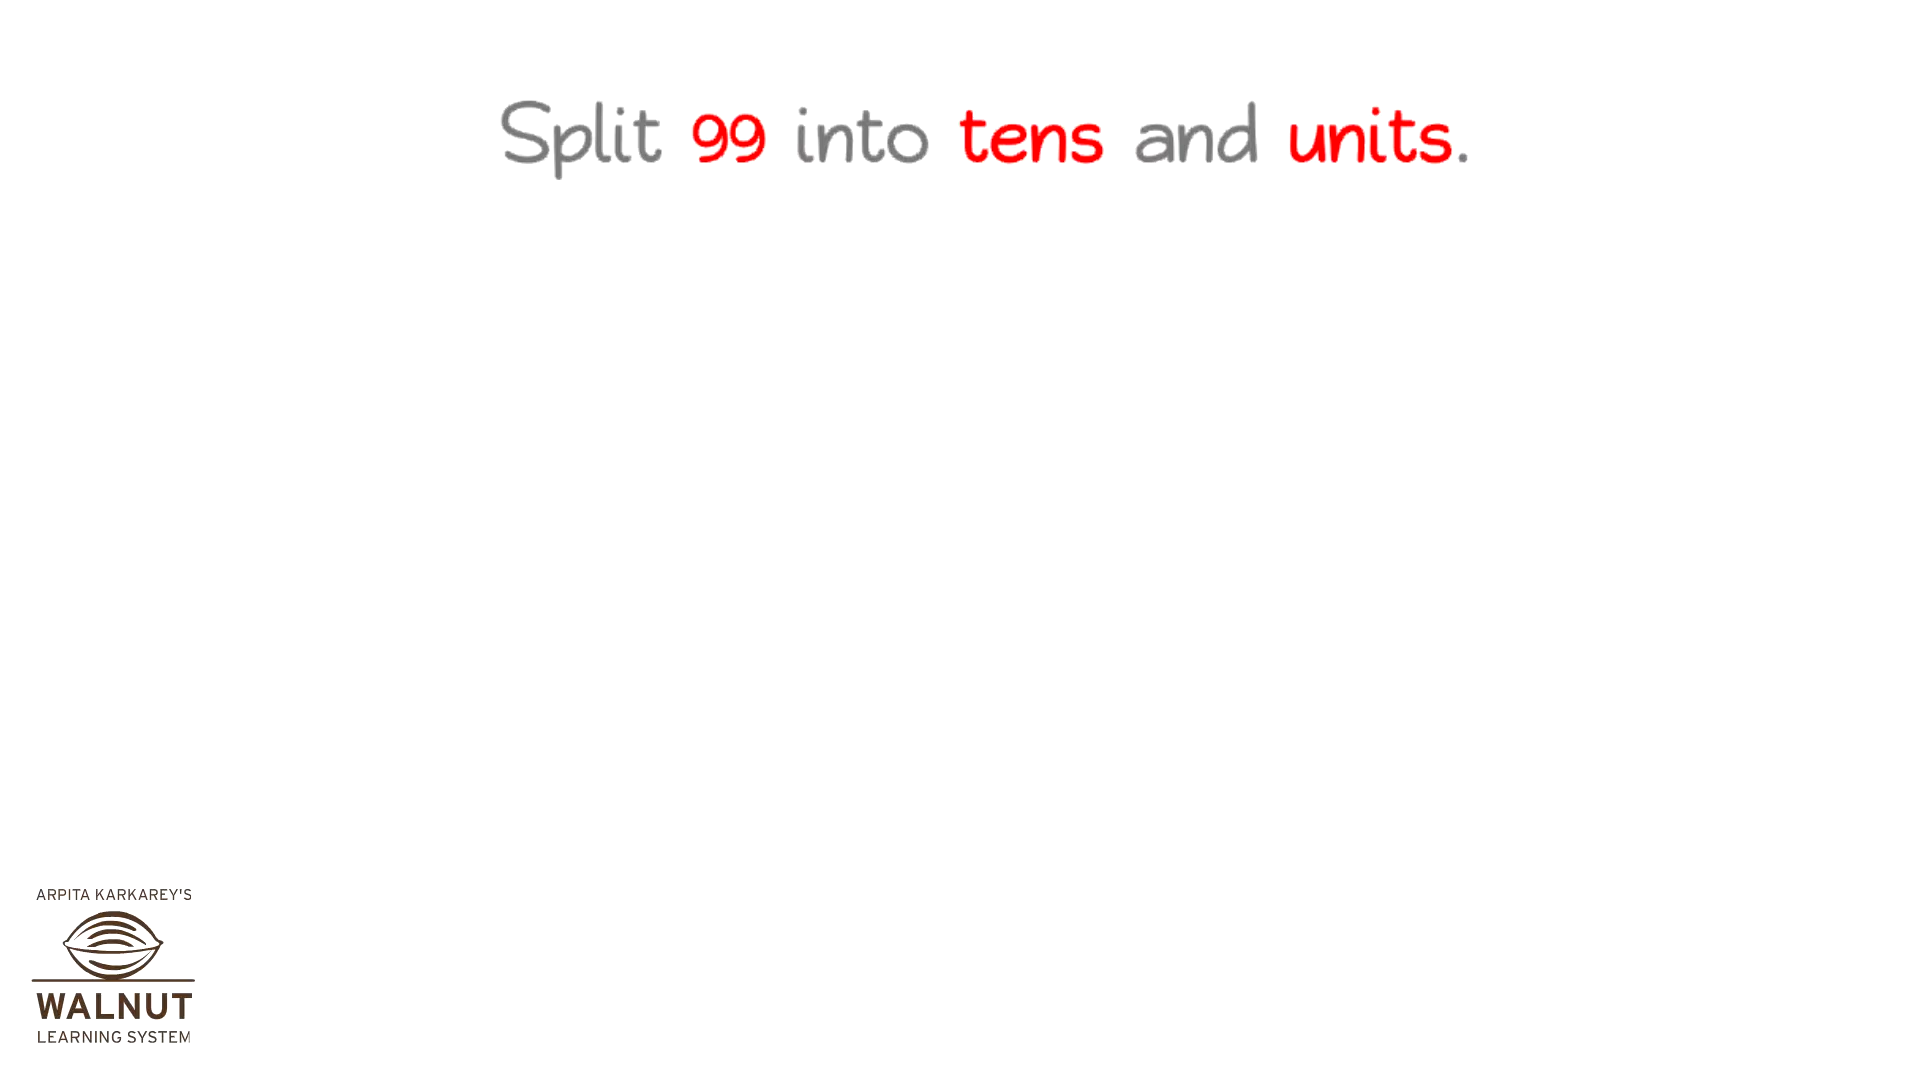 Split 99 into tens and units.
ARPITA KARKAREY'S
WALNUT
LEARNING SYSTEM